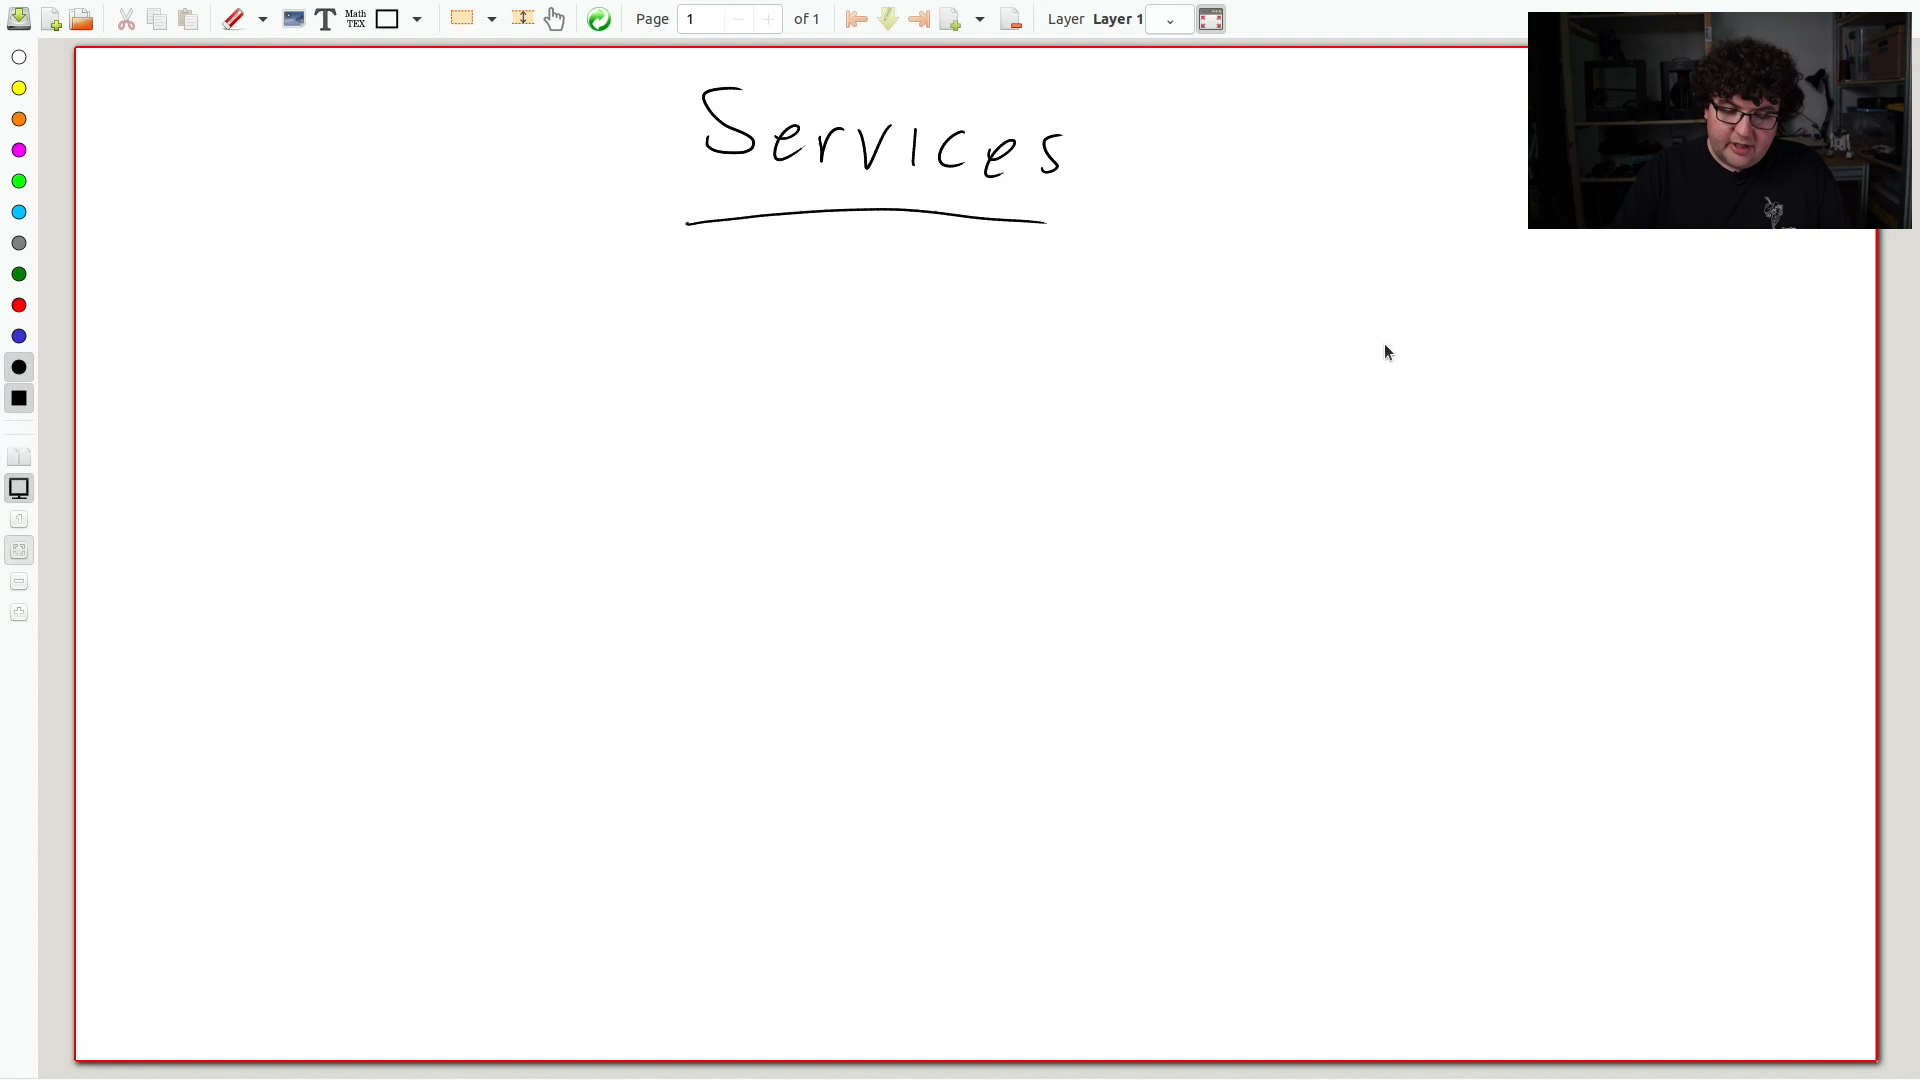 Math
TEX
Page 1 of 1 Layer Layer 1
Services